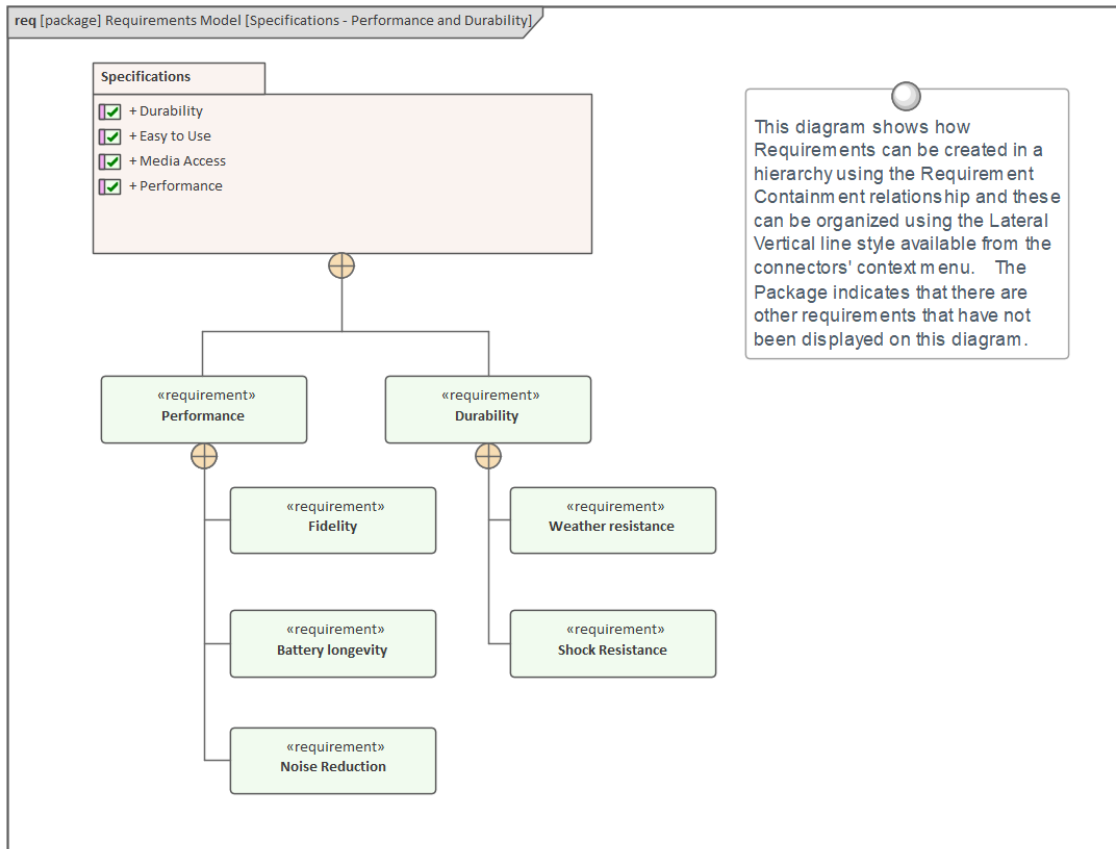 req [package] Requirements Model [Specifications - Performance and Durability]
Specifications
+ Durability
+ Easy to Use
+ Media Access
+ Performance
This diagram shows how
Requirements can be created in a
hierarchy using the Requirement
Containment relationship and these
can be organized using the Lateral
Vertical line style available from the
connectors' context menu. The
Package indicates that there are
other requirements that have not
been displayed on this diagram.
«requirement»
Performance
«requirement»
Durability
«requirement»
Fidelity
«requirement»
Weather resistance
«requirement»
Battery longevity
«requirement»
Shock Resistance
«requirement»
Noise Reduction